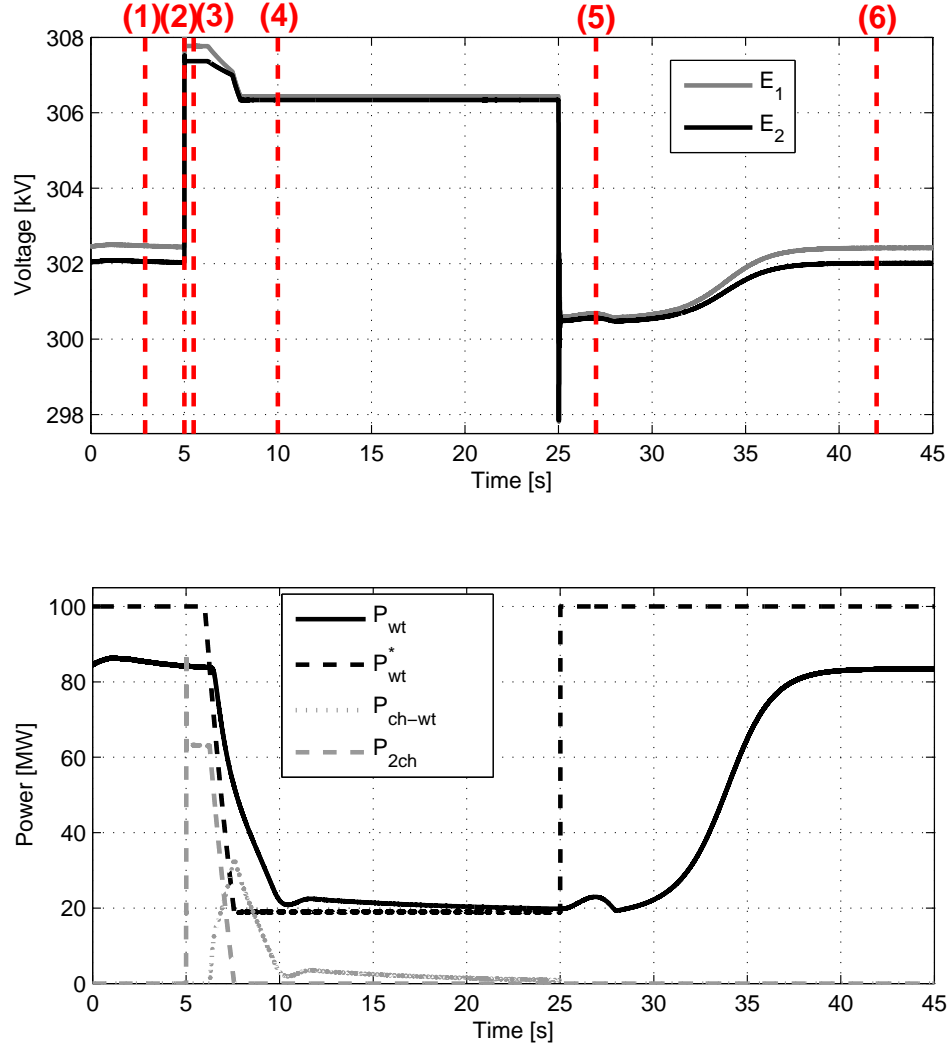 (1)(2)(3) (4) (5) (6)
308
306
304
302
300
298
Voltage [kV]
E1
E2
0 5 10 15 20 25 30 35 40 45
Time [s]
100
80
60
40
20
0
Power [MW]
Pwt
P*wt
Pch-wt
P2ch
0 5 10 15 20 25 30 35 40 45
Time [s]